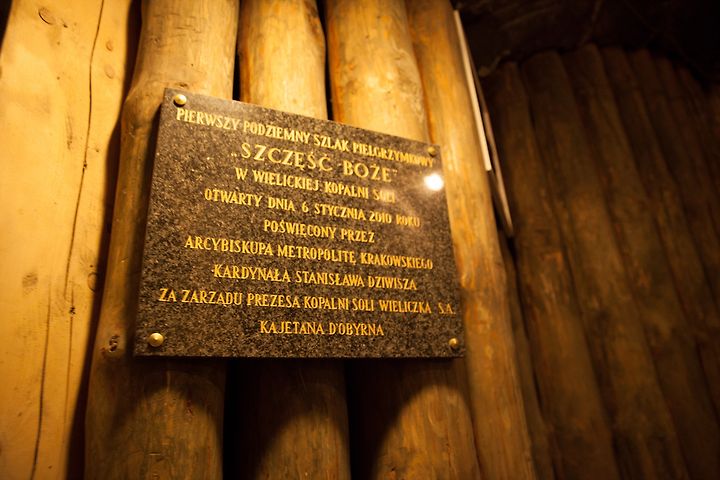 PIERWSZY PODZIEMNY SZLAK PIELGRZYMKOWY
„SZCZĘŚĆ BOŻE"
W WIELICKIEJ KOPALNI SOLI
OTWARTY DNIA 6 STYCZNIA 2010 ROKU
POŚWIĘCONY PRZEZ
ARCYBISKUPA METROPOLITĘ KRAKOWSKIEGO
KARDYNAŁA STANISŁAWA DZIWISZA
ZA ZARZĄDU PREZESA KOPALNI SOLI WIELICZKA S.A.
KAJETANA D'OBYRNA